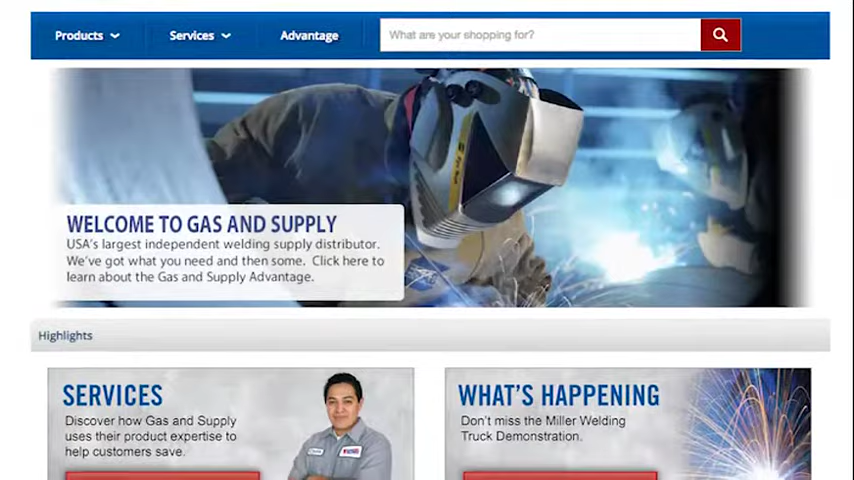 Products
Services
Advantage
What are your shopping for?
WELCOME TO GAS AND SUPPLY
USA's largest independent welding supply distributor.
We've got what you need and then some. Click here to
learn about the Gas and Supply Advantage.
Highlights
SERVICES
Discover how Gas and Supply
uses their product expertise to
help customers save.
WHAT'S HAPPENING
Don't miss the Miller Welding
Truck Demonstration.